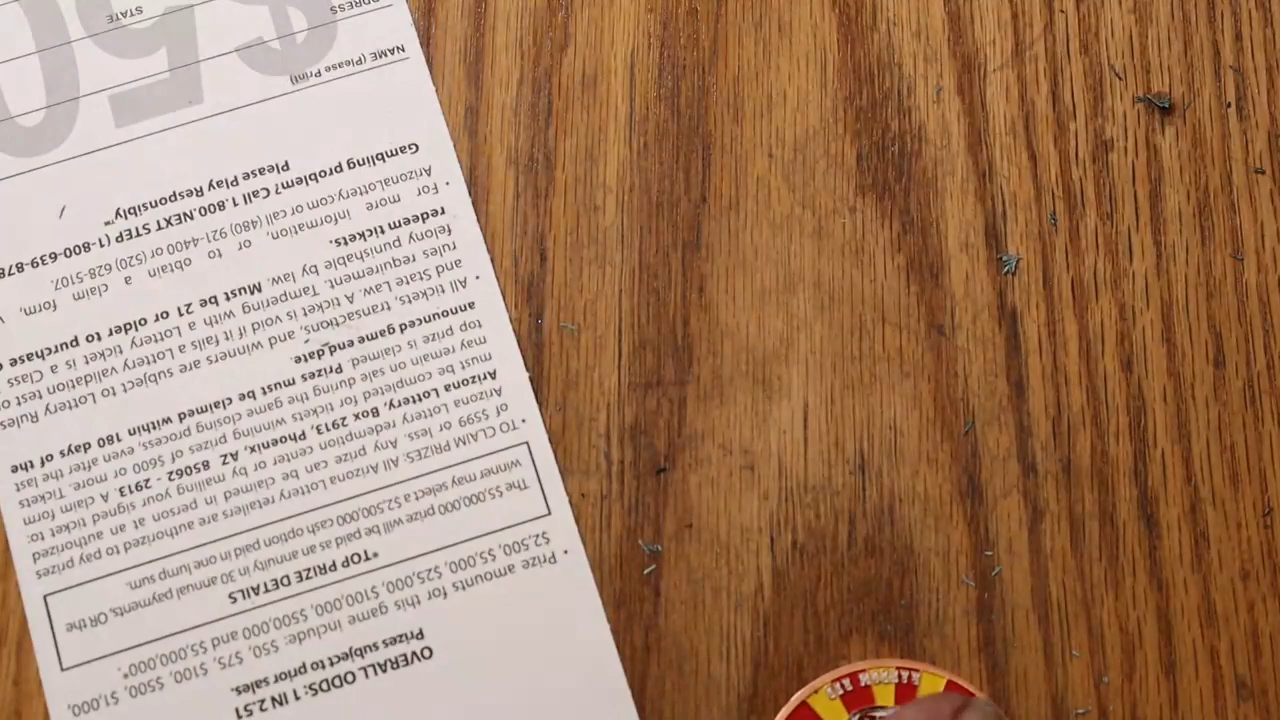 OVERALL ODDS: 1 IN 2.51
Prizes subject to prior sales.
• Prize amounts for this game include: $50, $75, $100, $500, $1,000,
$2,500, $5,000, $25,000, $100,000, $500,000 and $5,000,000*.
*TOP PRIZE DETAILS
The $5,000,000 prize will be paid as an annuity in 30 annual payments, OR the
winner may select a $2,500,000 cash option paid in one lump sum.
• TO CLAIM PRIZES: All Arizona Lottery retailers are authorized to pay prizes
of $599 or less. Any prize can be claimed in person at an authorized
Arizona Lottery redemption center or by mailing your signed ticket to:
Arizona Lottery, Box, 2913, Phoenix, AZ 85062 - 2913. A claim form
must be completed for tickets winning prizes of $600 or more. Tickets
may remain on sale during the game closing process, even after the last
top prize is claimed. Prizes must be claimed within 180 days of the
announced game end date.
• All tickets, transactions, and winners are subject to Lottery Rules
and State Law. A ticket is void if it fails a Lottery validation test or
rules requirement. Tampering with a Lottery ticket is a Class
felony punishable by law. Must be 21 or older to purchase
redeem tickets.
• For more information, or to obtain a claim form,
ArizonaLottery.com or call (480) 921-4400 or (520) 628-5107.
Gambling problem? Call 1.800.NEXT STEP (1-800-639-878
Please Play Responsibly™
NAME (Please Print)
STATE
$50